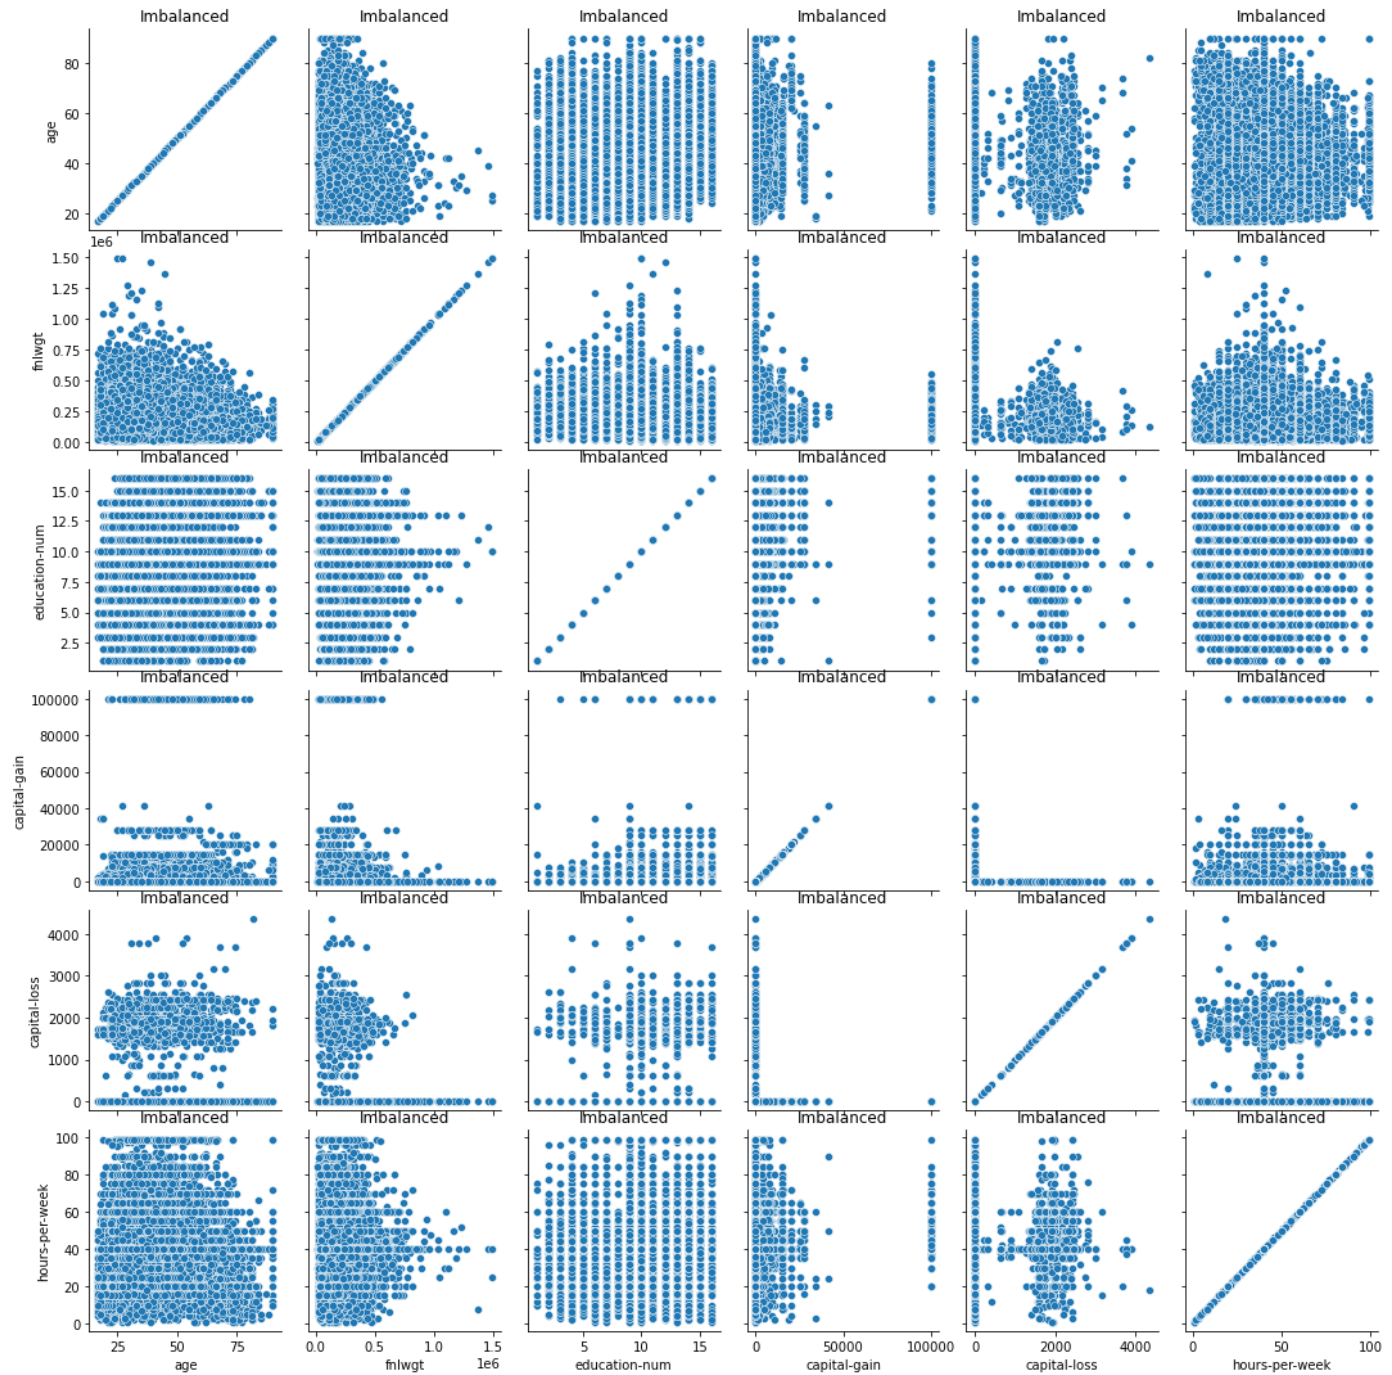 Imbalanced Imbalanced Imbalanced Imbalanced Imbalanced Imbalanced
80
60
40
20
age
1e6
Imbalanced Imbalanced Imbalanced Imbalanced Imbalanced Imbalanced
1.50
1.25
1.00
0.75
0.50
0.25
0.00
fnlwgt
Imbalanced Imbalanced Imbalanced Imbalanced Imbalanced Imbalanced
15.0
12.5
10.0
7.5
5.0
2.5
education-num
Imbalanced Imbalanced Imbalanced Imbalanced Imbalanced Imbalanced
100000
80000
60000
40000
20000
0
capital-gain
Imbalanced Imbalanced Imbalanced Imbalanced Imbalanced Imbalanced
4000
3000
2000
1000
0
capital-loss
Imbalanced Imbalanced Imbalanced Imbalanced Imbalanced Imbalanced
100
80
60
40
20
0
hours-per-week
25 50 75 0.0 0.5 1.0 1.5 5 10 15 0 50000 100000 0 2000 4000 0 50 100
age fnlwgt 1e6 education-num capital-gain capital-loss hours-per-week